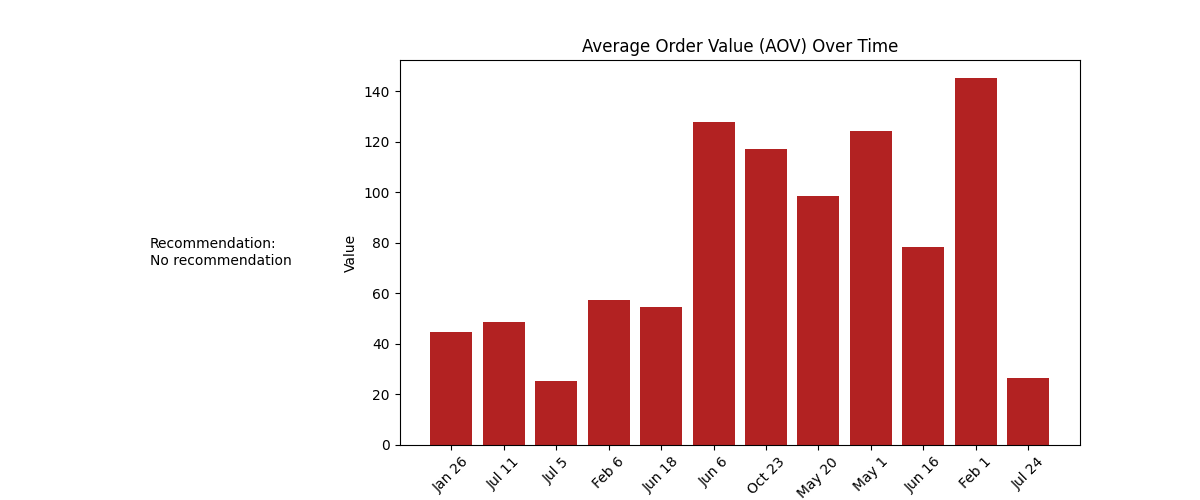 Average Order Value (AOV) Over Time
Recommendation:
No recommendation
Value
140
120
100
80
60
40
20
0
Jan 26
Jul 11
Jul 5
Feb 6
Jun 18
Jun 6
Oct 23
May 20
May 1
Jun 16
Feb 1
Jul 24